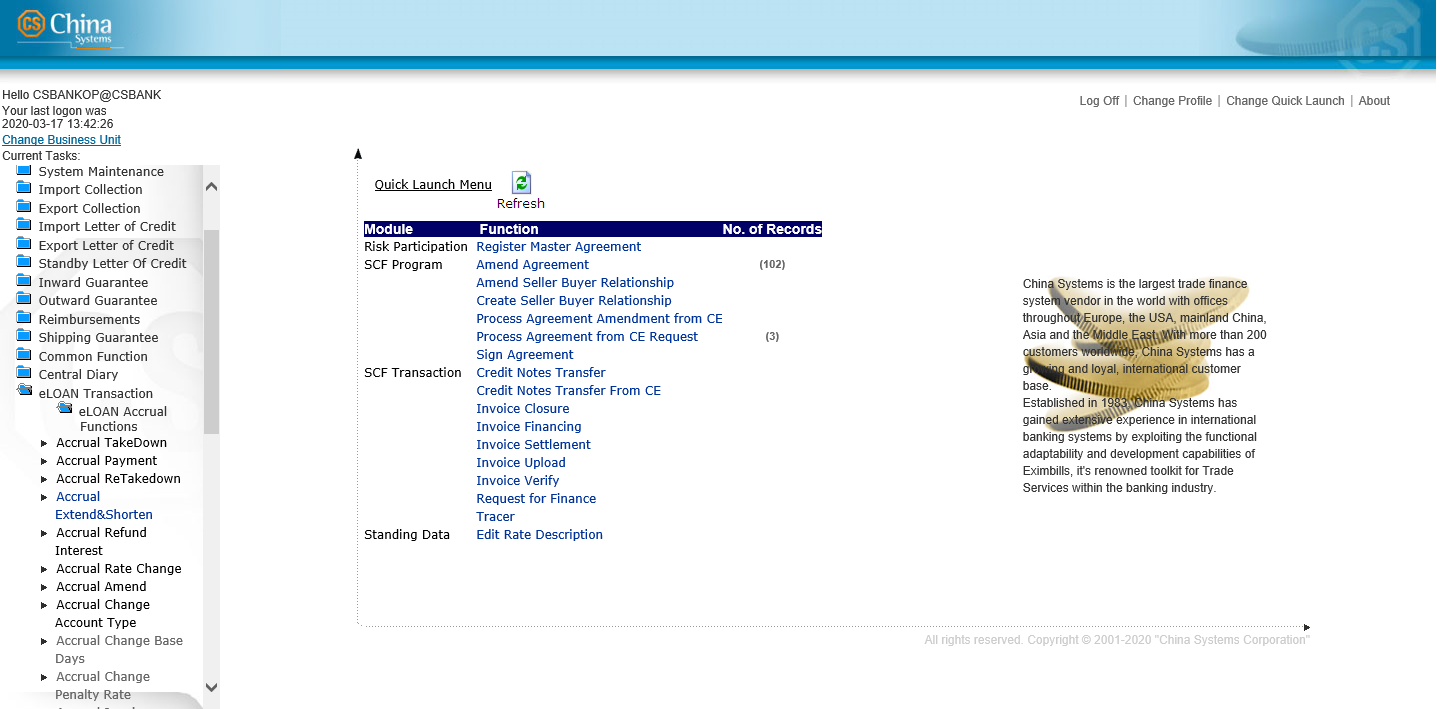 CS China
Systems
Hello CSBANKOP@CSBANK
Your last logon was
2020-03-17 13:42:26
Change Business Unit
Current Tasks:
System Maintenance
Import Collection
Export Collection
Import Letter of Credit
Export Letter of Credit
Standby Letter Of Credit
Inward Guarantee
Outward Guarantee
Reimbursements
Shipping Guarantee
Common Function
Central Diary
eLOAN Transaction
eLOAN Accrual
Functions
Accrual TakeDown
Accrual Payment
Accrual ReTakedown
Accrual
Extend&Shorten
Accrual Refund
Interest
Accrual Rate Change
Accrual Amend
Accrual Change
Account Type
Accrual Change Base
Days
Accrual Change
Penalty Rate
Log Off | Change Profile | Change Quick Launch | About
Quick Launch Menu
Refresh
Module Function No. of Records
Risk Participation Register Master Agreement
SCF Program Amend Agreement (102)
Amend Seller Buyer Relationship
Create Seller Buyer Relationship
Process Agreement Amendment from CE
Process Agreement from CE Request (3)
Sign Agreement
SCF Transaction Credit Notes Transfer
Credit Notes Transfer From CE
Invoice Closure
Invoice Financing
Invoice Settlement
Invoice Upload
Invoice Verify
Request for Finance
Tracer
Standing Data Edit Rate Description
China Systems is the largest trade finance
system vendor in the world with offices
throughout Europe, the USA, mainland China,
Asia and the Middle East. With more than 200
customers worldwide, China Systems has a
growing and loyal, international customer
base.
Established in 1983, China Systems has
gained extensive experience in international
banking systems by exploiting the functional
adaptability and development capabilities of
Eximbills, it's renowned toolkit for Trade
Services within the banking industry.
All rights reserved. Copyright © 2001-2020 "China Systems Corporation"